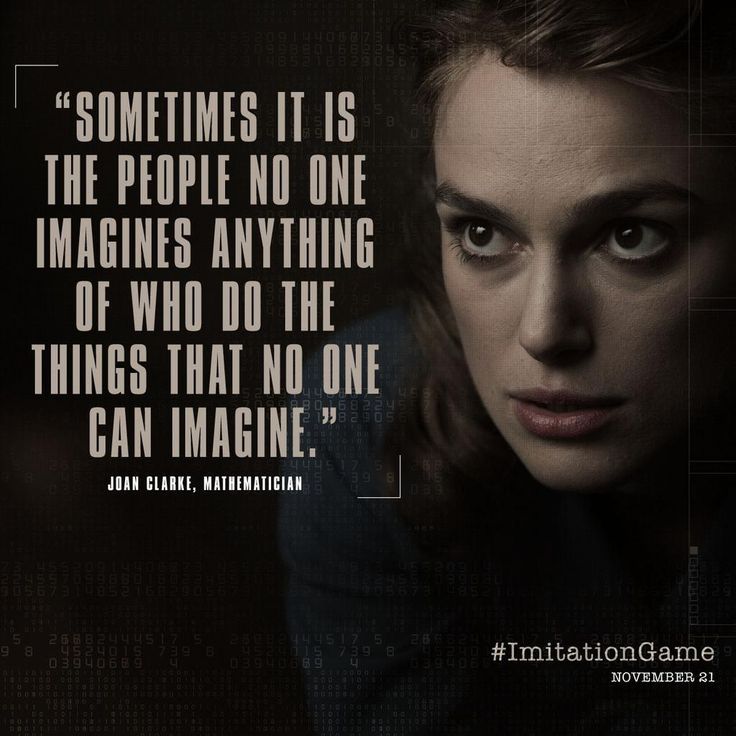 “SOMETIMES IT IS
THE PEOPLE NO ONE
IMAGINES ANYTHING
OF WHO DO THE
THINGS THAT NO ONE
CAN IMAGINE.”
JOAN CLARKE, MATHEMATICIAN
#ImitationGame
NOVEMBER 21